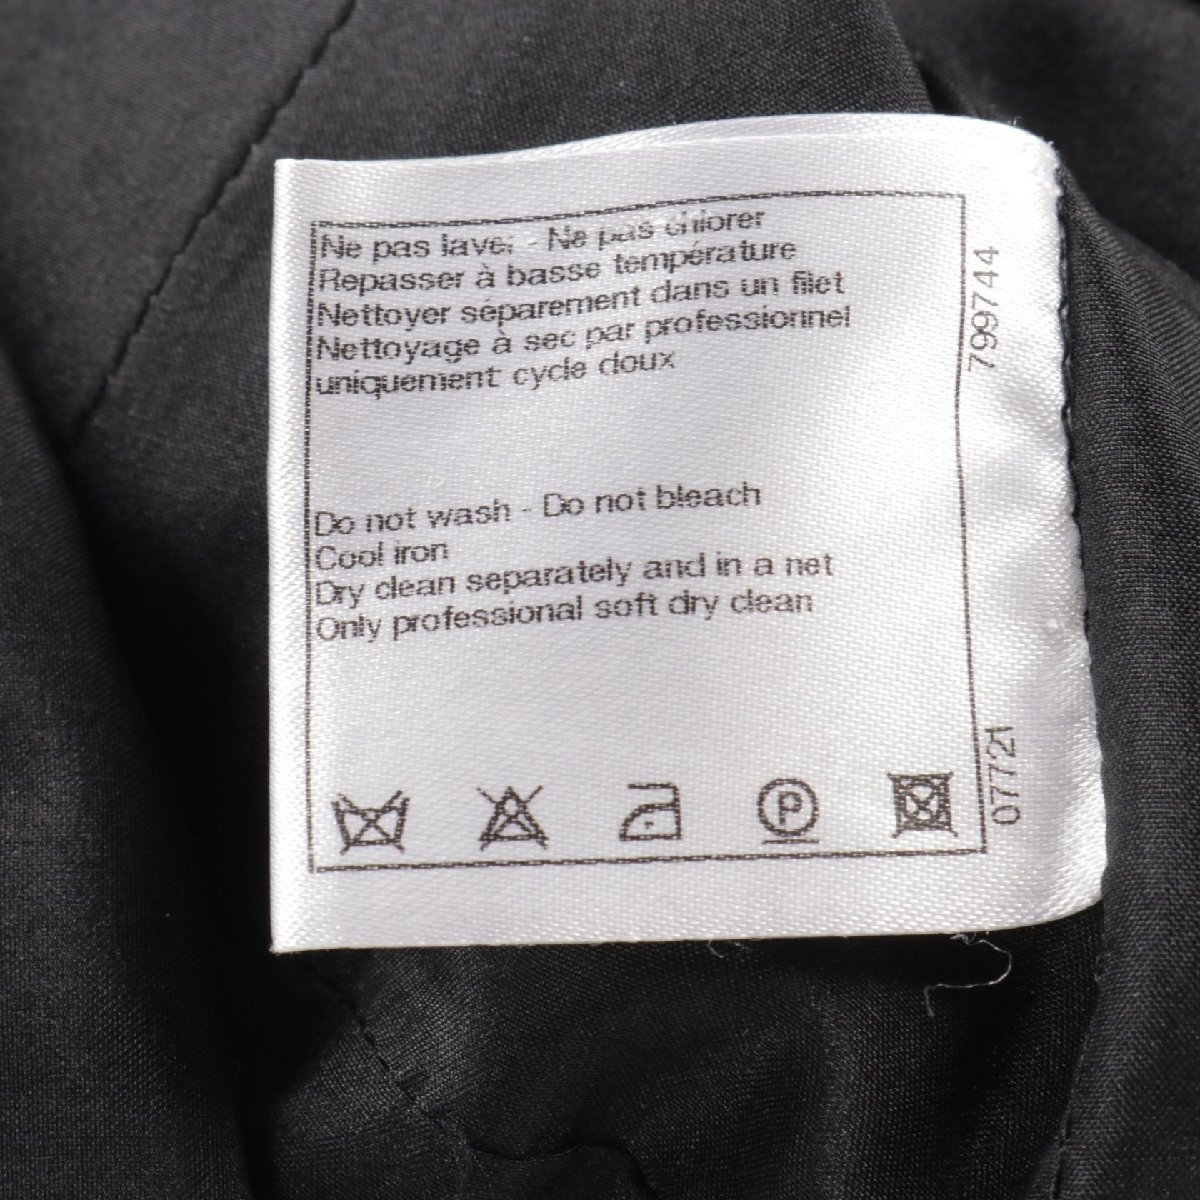 Ne pas laver - Ne pas chlorer
Repasser à basse température
Nettoyer séparement dans un filet
Nettoyage à sec par professionnel
uniquement cycle doux
Do not wash - Do not bleach
Cool iron
Dry clean separately and in a net
Only professional soft dry clean
P
799744
07721